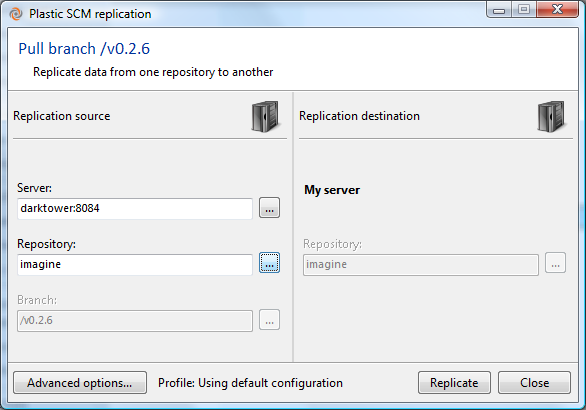 Plastic SCM replication
Pull branch /v0.2.6
Replicate data from one repository to another
Replication source
Replication destination
Server:
darktower:8084
...
My server
Repository:
imagine
...
Repository:
imagine
...
Branch:
/v0.2.6
...
Advanced options...
Profile: Using default configuration
Replicate
Close